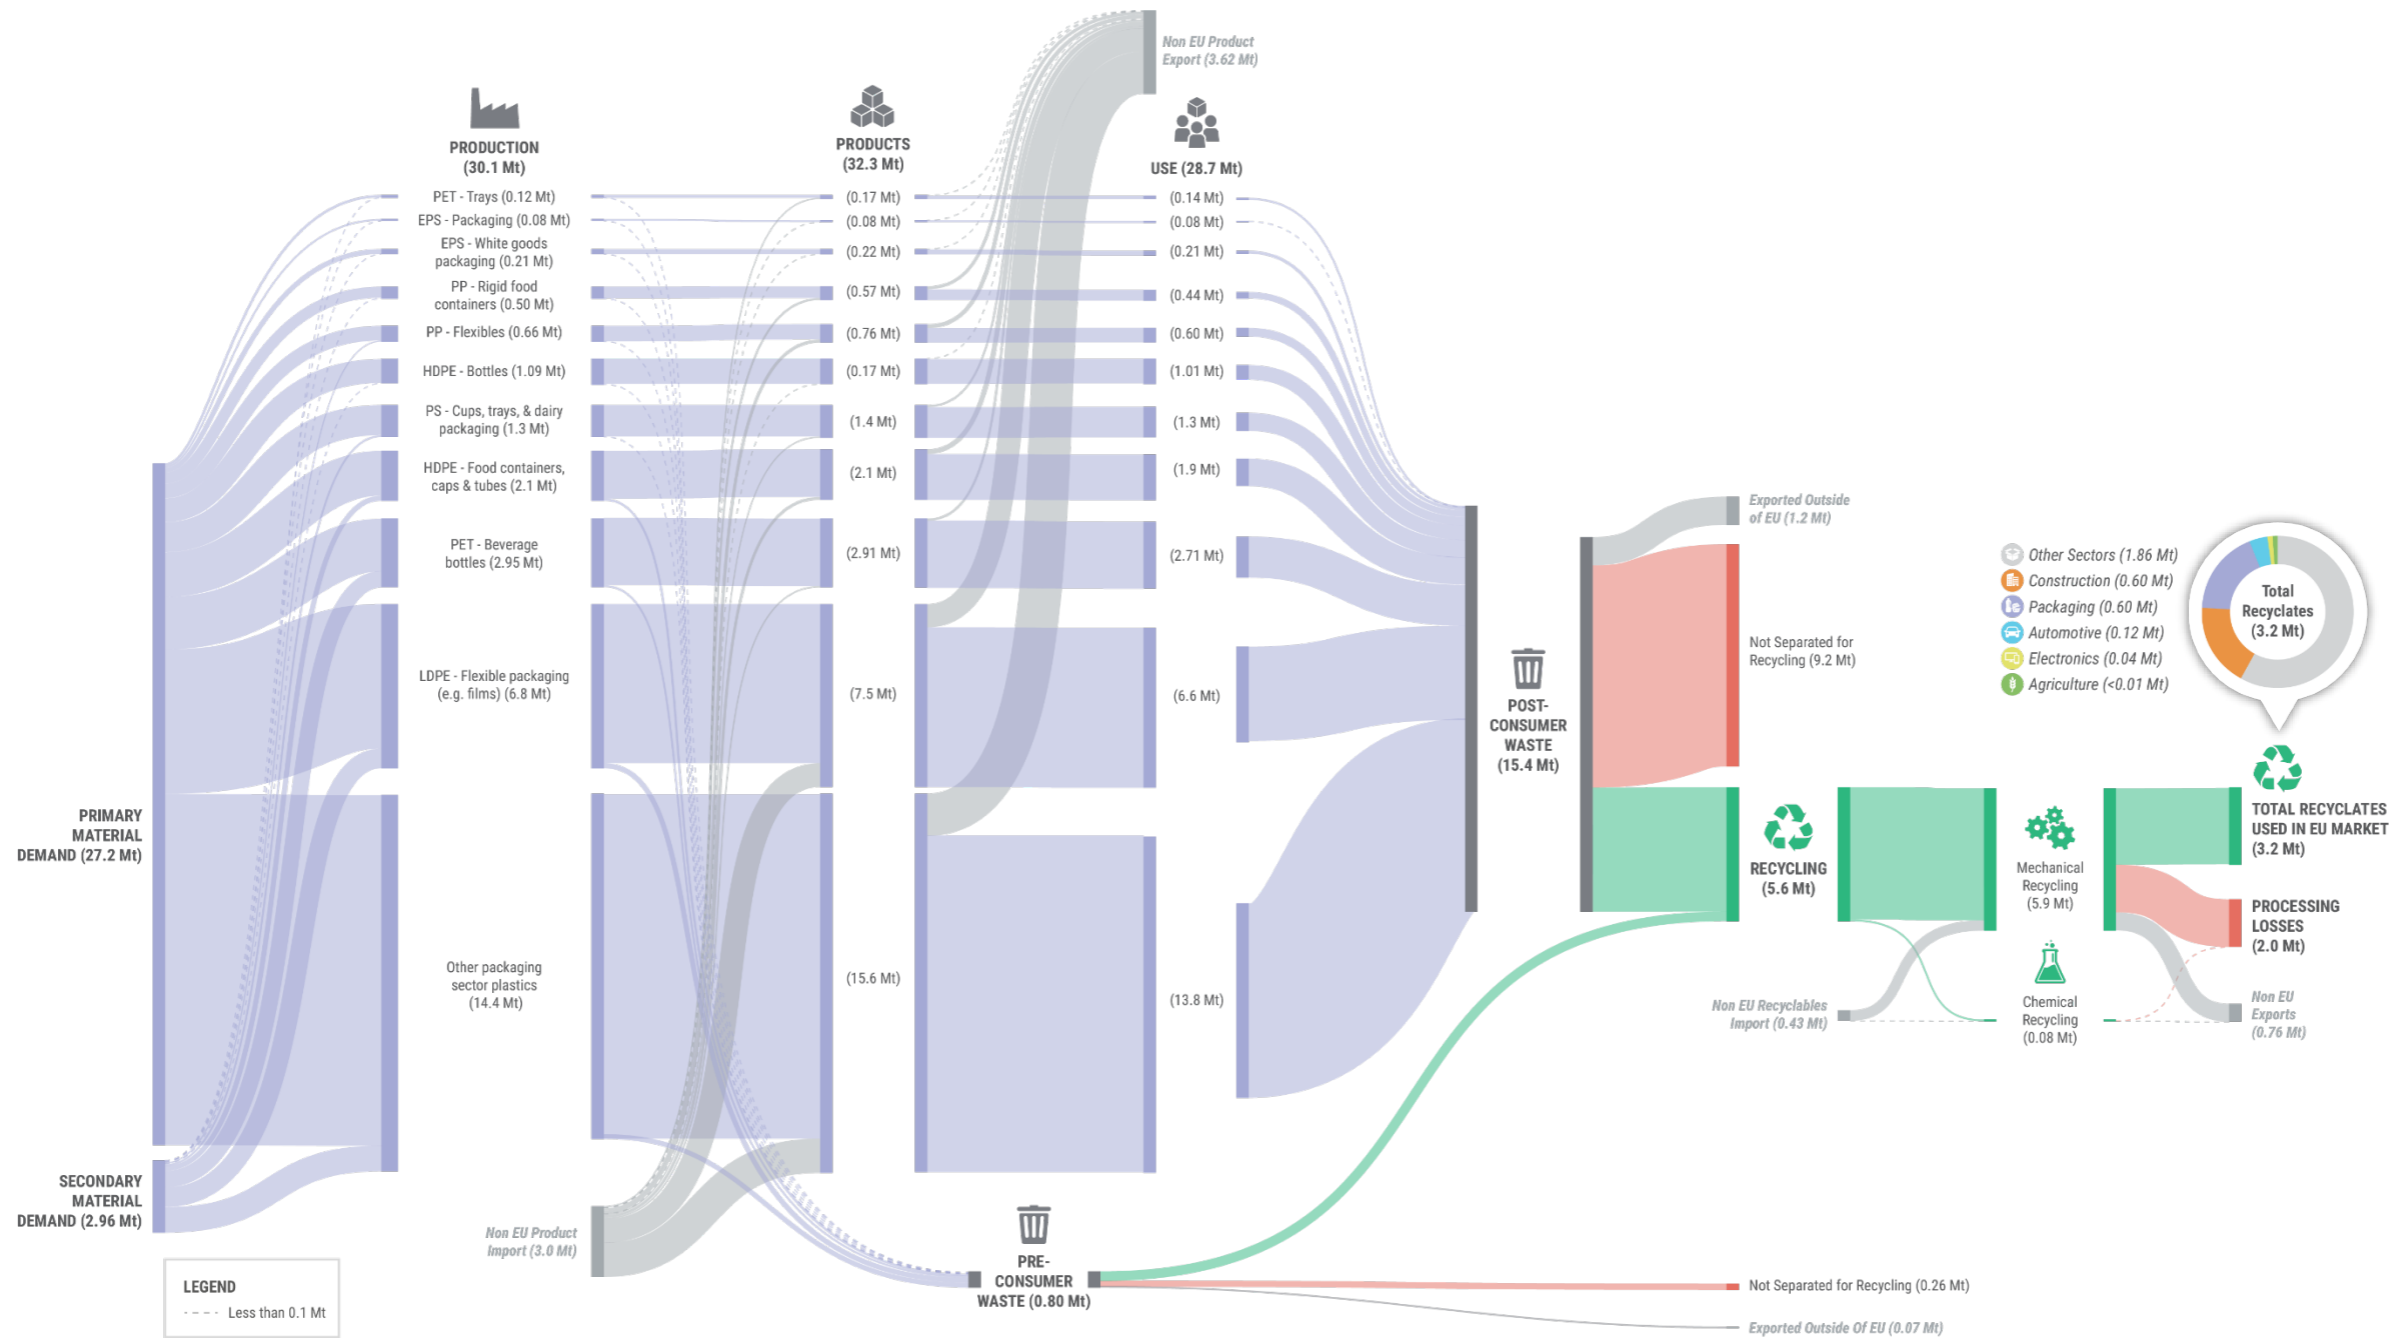 Non EU Product
Export (3.62 Mt)
PRODUCTION
(30.1 Mt)
PRODUCTS
(32.3 Mt)
USE (28.7 Mt)
PET - Trays (0.12 Mt)
(0.17 Mt)
(0.14 Mt)
EPS - Packaging (0.08 Mt)
(0.08 Mt)
(0.08 Mt)
EPS - White goods
packaging (0.21 Mt)
(0.22 Mt)
(0.21 Mt)
PP - Rigid food
containers (0.50 Mt)
(0.57 Mt)
(0.44 Mt)
PP - Flexibles (0.66 Mt)
(0.76 Mt)
(0.60 Mt)
HDPE - Bottles (1.09 Mt)
(0.17 Mt)
(1.01 Mt)
PS - Cups, trays, & dairy
packaging (1.3 Mt)
(1.4 Mt)
(1.3 Mt)
HDPE - Food containers,
caps & tubes (2.1 Mt)
(2.1 Mt)
(1.9 Mt)
PET - Beverage
bottles (2.95 Mt)
(2.91 Mt)
(2.71 Mt)
LDPE - Flexible packaging
(e.g. films) (6.8 Mt)
(7.5 Mt)
(6.6 Mt)
Other packaging
sector plastics
(14.4 Mt)
(15.6 Mt)
(13.8 Mt)
PRIMARY
MATERIAL
DEMAND (27.2 Mt)
SECONDARY
MATERIAL
DEMAND (2.96 Mt)
Non EU Product
Import (3.0 Mt)
LEGEND
Less than 0.1 Mt
PRE-
CONSUMER
WASTE (0.80 Mt)
POST-
CONSUMER
WASTE
(15.4 Mt)
Exported Outside
of EU (1.2 Mt)
Not Separated for
Recycling (9.2 Mt)
RECYCLING
(5.6 Mt)
Non EU Recyclables
Import (0.43 Mt)
Mechanical
Recycling
(5.9 Mt)
Chemical
Recycling
(0.08 Mt)
Other Sectors (1.86 Mt)
Construction (0.60 Mt)
Packaging (0.60 Mt)
Automotive (0.12 Mt)
Electronics (0.04 Mt)
Agriculture (<0.01 Mt)
Total
Recyclates
(3.2 Mt)
TOTAL RECYCLATES
USED IN EU MARKET
(3.2 Mt)
PROCESSING
LOSSES
(2.0 Mt)
Non EU
Exports
(0.76 Mt)
Not Separated for Recycling (0.26 Mt)
Exported Outside Of EU (0.07 Mt)